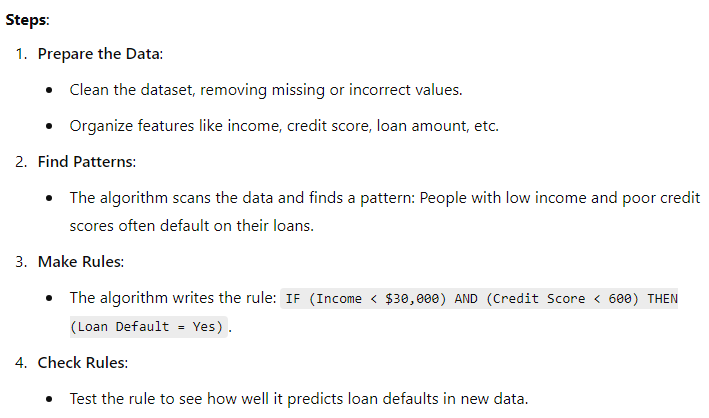 Steps:
1. Prepare the Data:
• Clean the dataset, removing missing or incorrect values.
• Organize features like income, credit score, loan amount, etc.
2. Find Patterns:
• The algorithm scans the data and finds a pattern: People with low income and poor credit
scores often default on their loans.
3. Make Rules:
• The algorithm writes the rule: IF (Income < $30,000) AND (Credit Score < 600) THEN
(Loan Default = Yes) .
4. Check Rules:
• Test the rule to see how well it predicts loan defaults in new data.